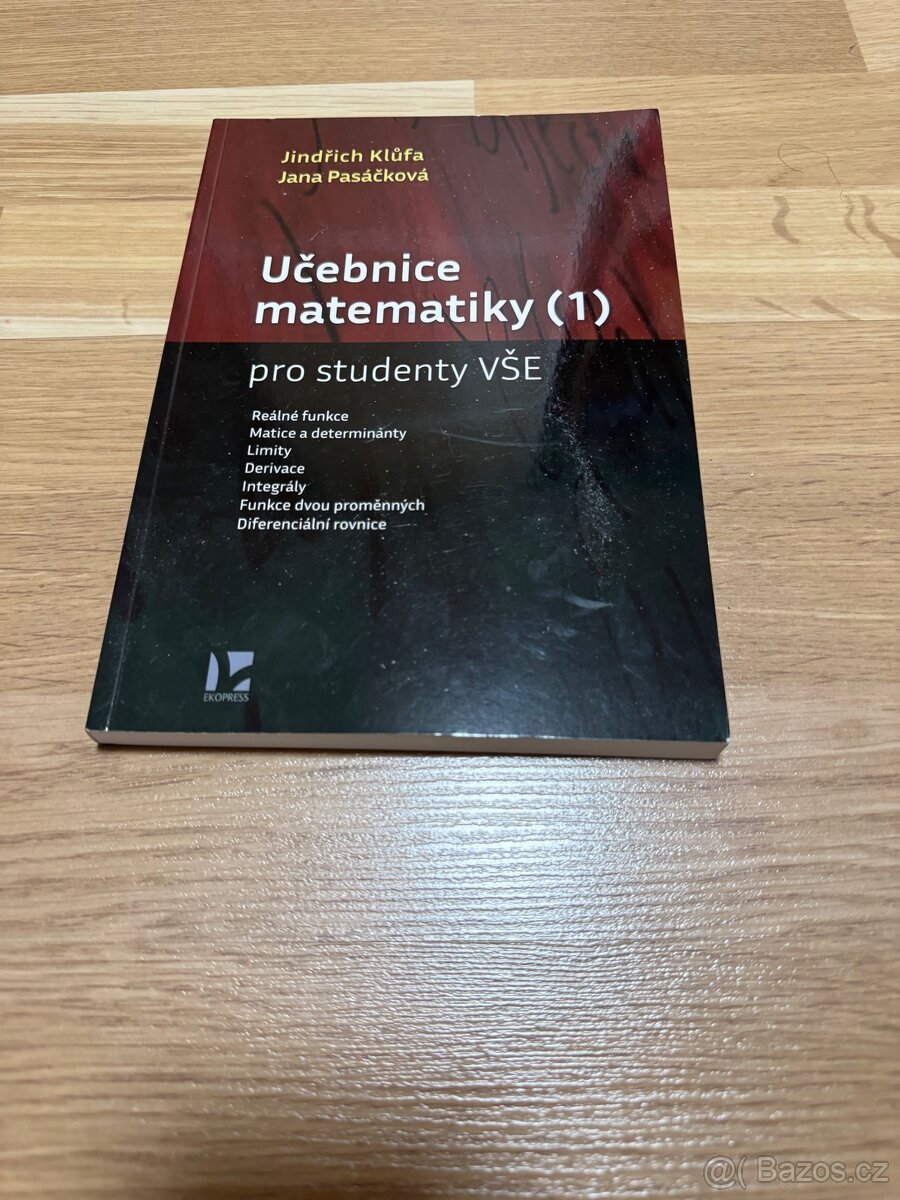 Jindřich Klůfa
Jana Pasáčková
Učebnice
matematiky (1)
pro studenty VŠE
Reálné funkce
Matice a determinanty
Limity
Derivace
Integrály
Funkce dvou proměnných
Diferenciální rovnice
EKOPRESS
@( Bazos.cz